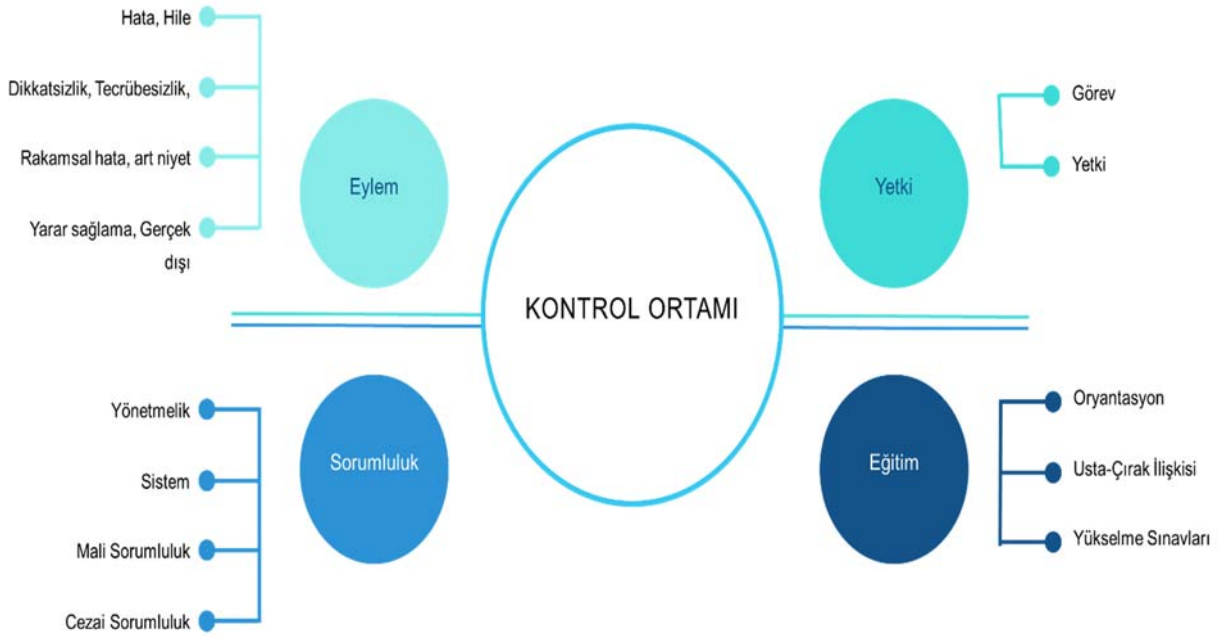 Hata, Hile
Dikkatsizlik, Tecrübesizlik,
Rakamsal hata, art niyet
Yarar sağlama, Gerçek
dışı
Eylem
Yetki
Görev
Yetki
KONTROL ORTAMI
Yönetmelik
Sistem
Mali Sorumluluk
Cezai Sorumluluk
Sorumluluk
Eğitim
Oryantasyon
Usta-Çırak İlişkisi
Yükselme Sınavları